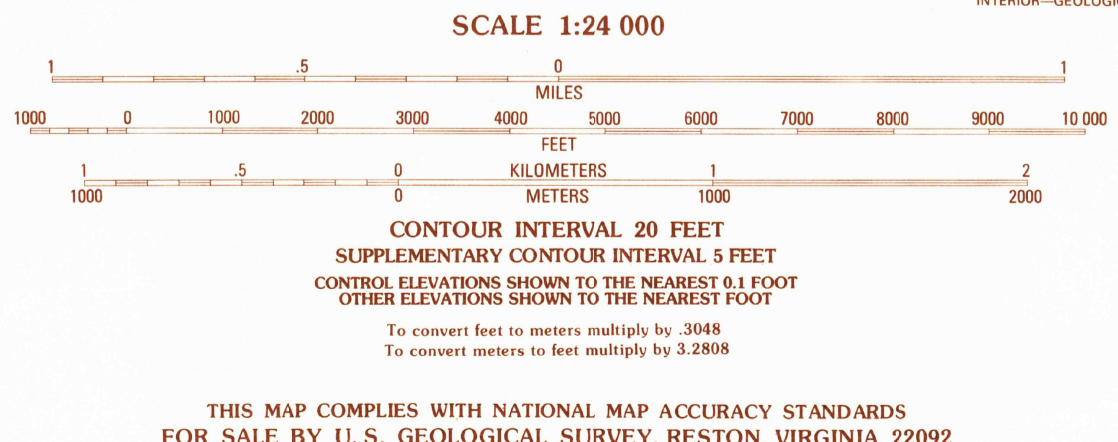 SCALE 1:24 000
1 .5 0 1
MILES
1000 0 1000 2000 3000 4000 5000 6000 7000 8000 9000 10 000
FEET
1 .5 0 KILOMETERS 1 2
1000 0 METERS 1000 2000
CONTOUR INTERVAL 20 FEET
SUPPLEMENTARY CONTOUR INTERVAL 5 FEET
CONTROL ELEVATIONS SHOWN TO THE NEAREST 0.1 FOOT
OTHER ELEVATIONS SHOWN TO THE NEAREST FOOT
To convert feet to meters multiply by .3048
To convert meters to feet multiply by 3.2808
THIS MAP COMPLIES WITH NATIONAL MAP ACCURACY STANDARDS
FOR SALE BY U. S. GEOLOGICAL SURVEY, RESTON, VIRGINIA 22092